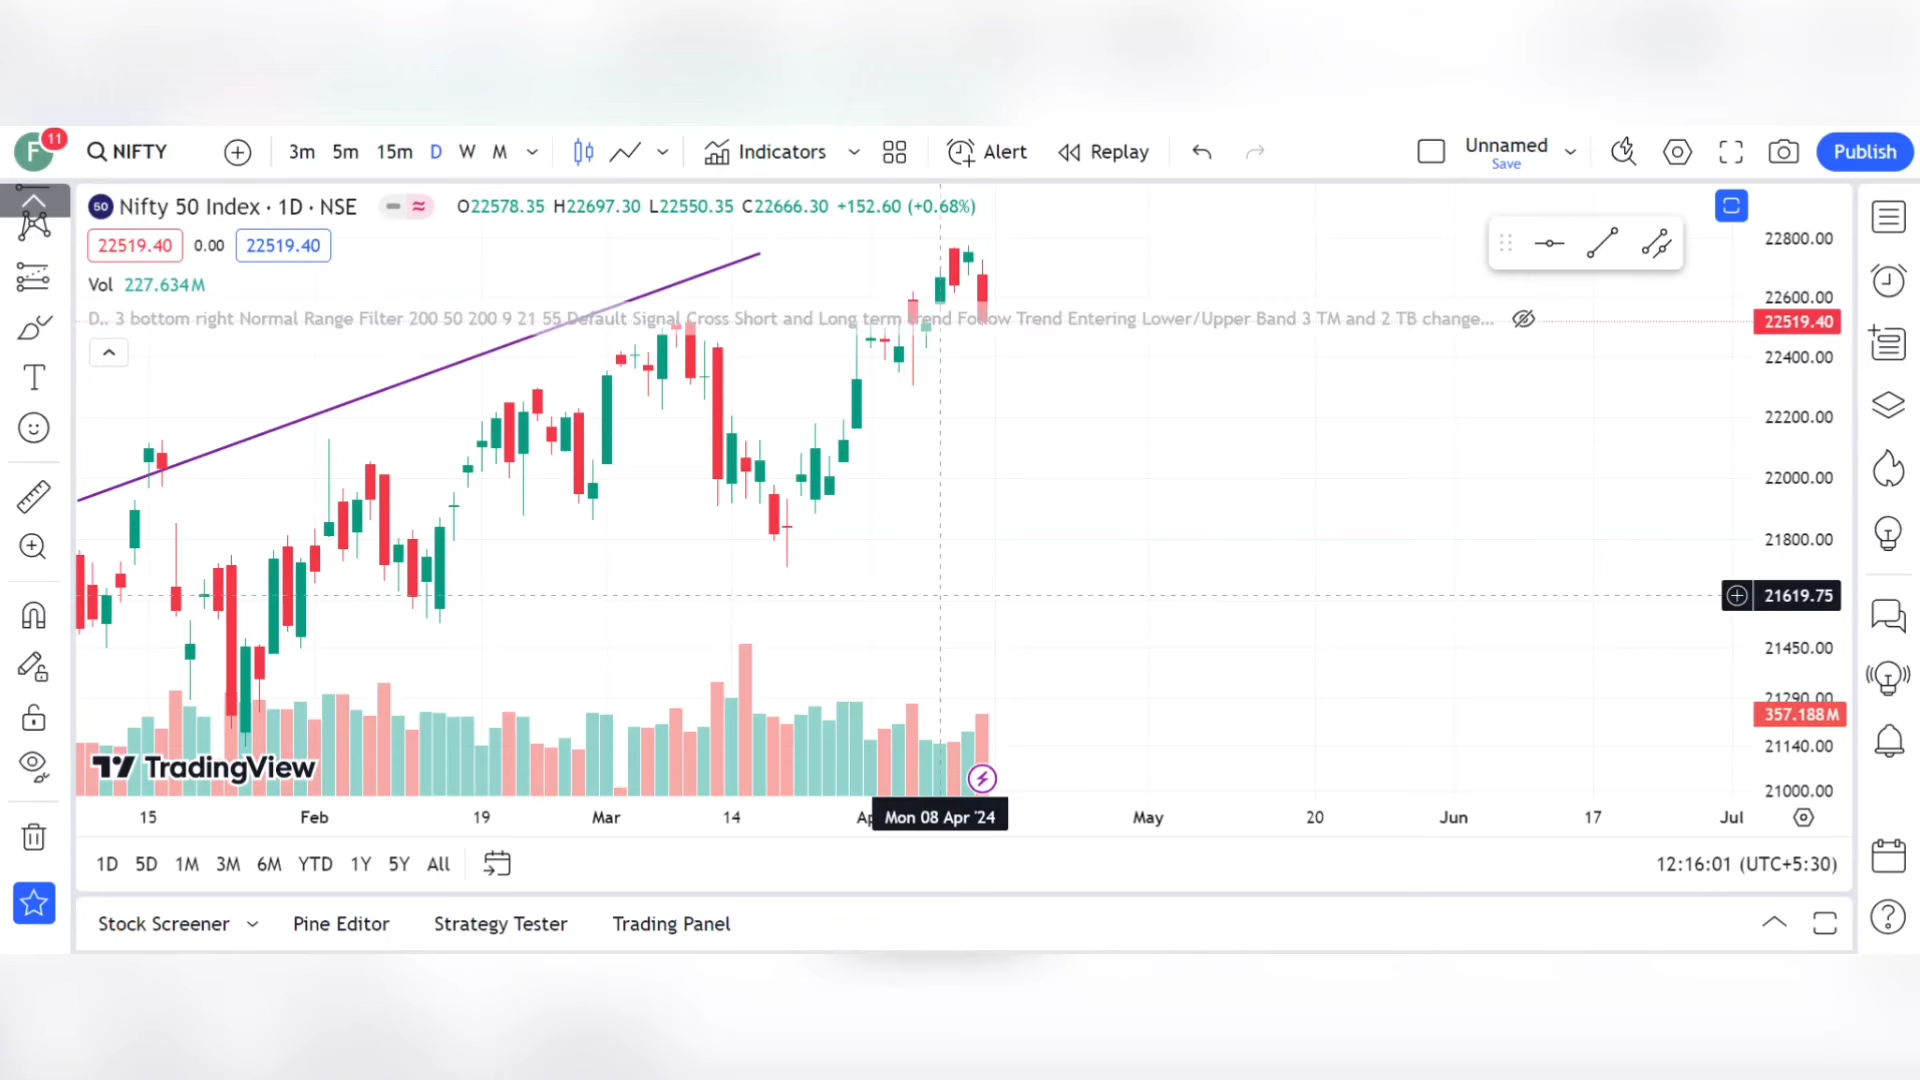 F 11 NIFTY 3m 5m 15m D W M Indicators Alert Replay Unnamed Save Publish
50 Nifty 50 Index · 1D · NSE O22578.35 H22697.30 L22550.35 C22666.30 +152.60 (+0.68%)
22519.40 0.00 22519.40
Vol 227.634M
D.. 3 bottom right Normal Range Filter 200 50 200 9 21 55 Default Signal Cross Short and Long term Trend Follow Trend Entering Lower/Upper Band 3 TM and 2 TB change...
22800.00
22600.00
22519.40
22400.00
22200.00
22000.00
21800.00
21619.75
21450.00
21290.00
357.188M
21140.00
21000.00
TradingView
15 Feb 19 Mar 14 Mon 08 Apr '24 May 20 Jun 17 Jul
1D 5D 1M 3M 6M YTD 1Y 5Y All 12:16:01 (UTC+5:30)
Stock Screener Pine Editor Strategy Tester Trading Panel